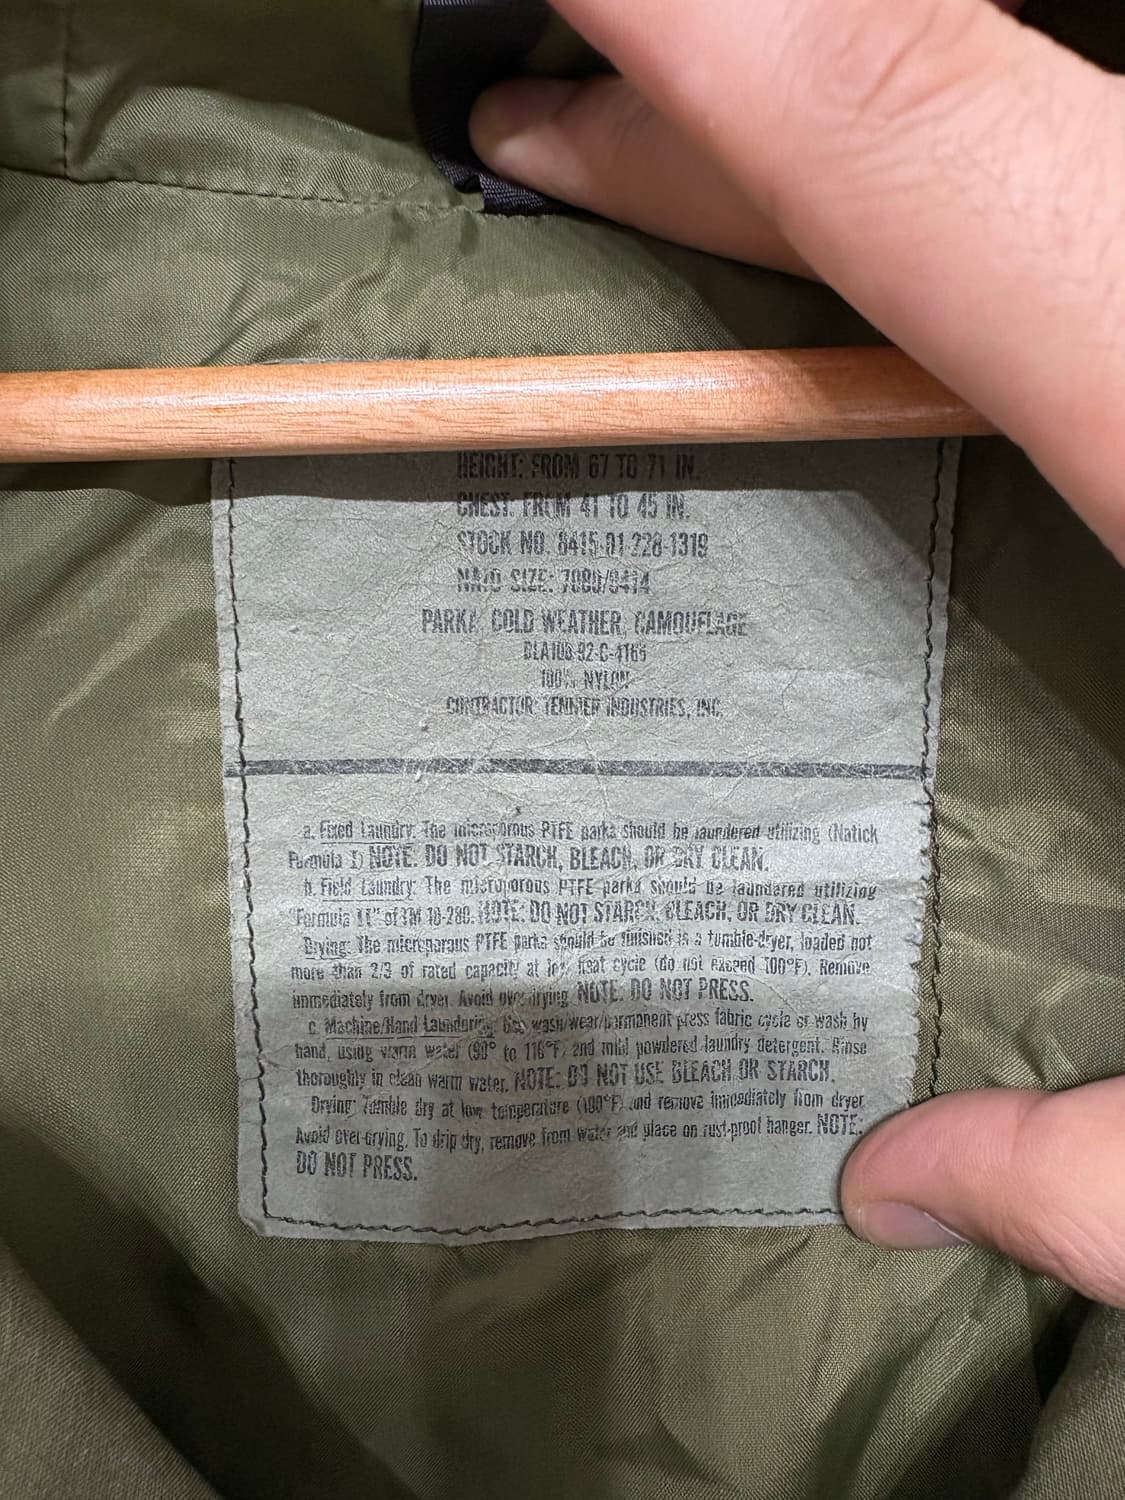 HEIGHT: FROM 67 TO 71 IN.
CHEST: FROM 41 TO 45 IN.
STOCK NO. 8415-01-228-1319
NATO SIZE: 7080/9414
PARKA, COLD WEATHER, CAMOUFLAGE
DLA100-92-C-4165
100% NYLON
CONTRACTOR: TENNIER INDUSTRIES, INC.
a. Fixed Laundry: The microporous PTFE parka should be laundered utilizing (Natick
Formula 1) NOTE: DO NOT STARCH, BLEACH, OR DRY CLEAN.
b. Field Laundry: The microporous PTFE parka should be laundered utilizing
"Formula II" of TM 10-280. NOTE: DO NOT STARCH, BLEACH, OR DRY CLEAN.
Drying: The microporous PTFE parka should be finished in a tumble-dryer, loaded not
more than 2/3 of rated capacity at low heat cycle (do not exceed 100°F). Remove
immediately from dryer. Avoid overdrying. NOTE: DO NOT PRESS.
c. Machine/Hand Laundering: Use wash/wear/permanent press fabric cycle or wash by
hand, using warm water (90° to 110°F) and mild powdered laundry detergent. Rinse
thoroughly in clean warm water. NOTE: DO NOT USE BLEACH OR STARCH.
Drying: Tumble dry at low temperature (100°F) and remove immediately from dryer.
Avoid over-drying. To drip dry, remove from water and place on rust-proof hanger. NOTE:
DO NOT PRESS.